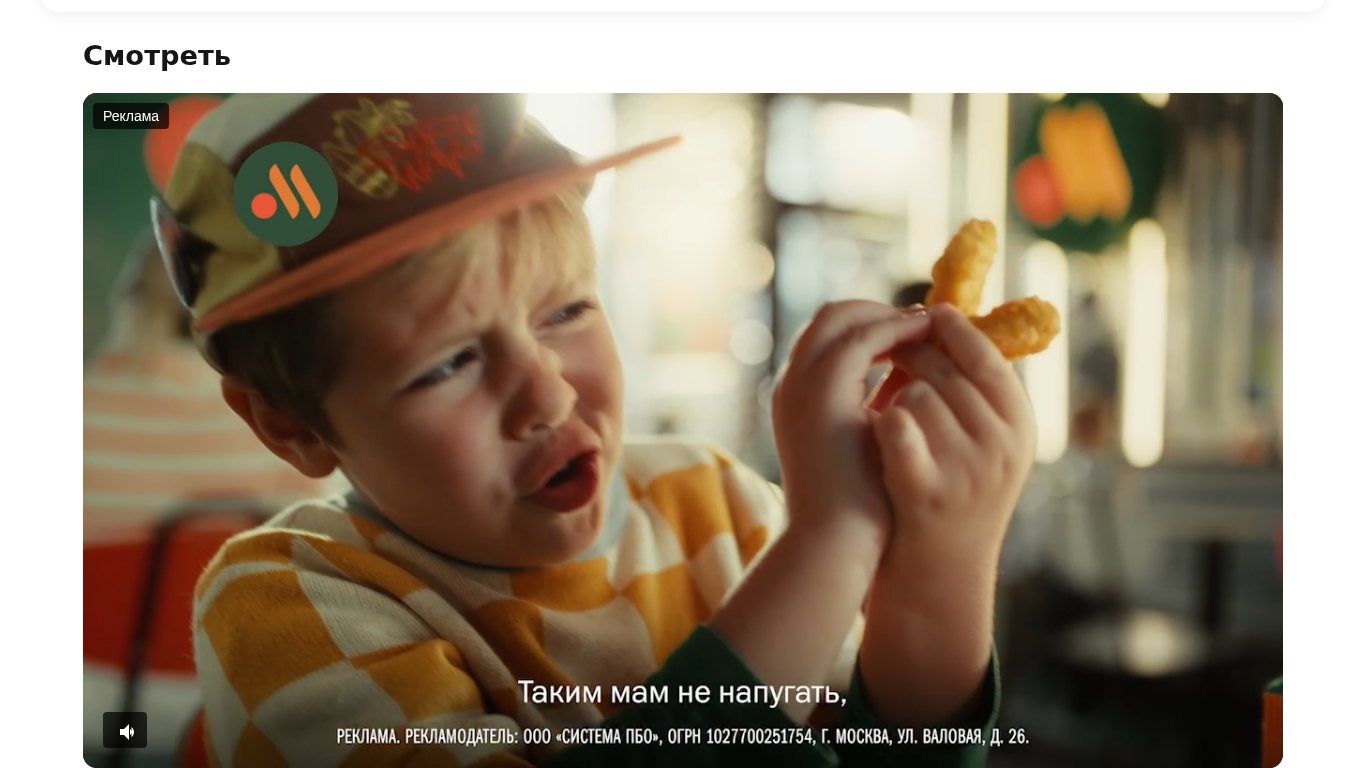 Смотреть
Реклама
Таким мам не напугать,
РЕКЛАМА. РЕКЛАМОДАТЕЛЬ: ООО «СИСТЕМА ПБО», ОГРН 1027700251754, Г. МОСКВА, УЛ. ВАЛОВАЯ, Д. 26.